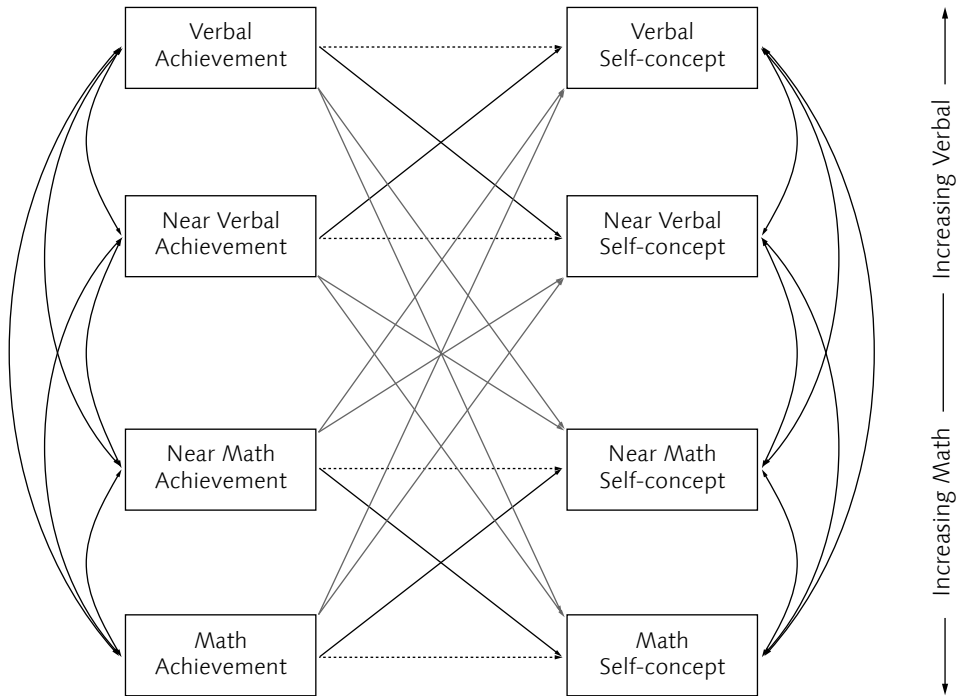 Verbal
Achievement
Verbal
Self-concept
Near Verbal
Achievement
Near Verbal
Self-concept
Near Math
Achievement
Near Math
Self-concept
Math
Achievement
Math
Self-concept
Increasing Verbal
Increasing Math